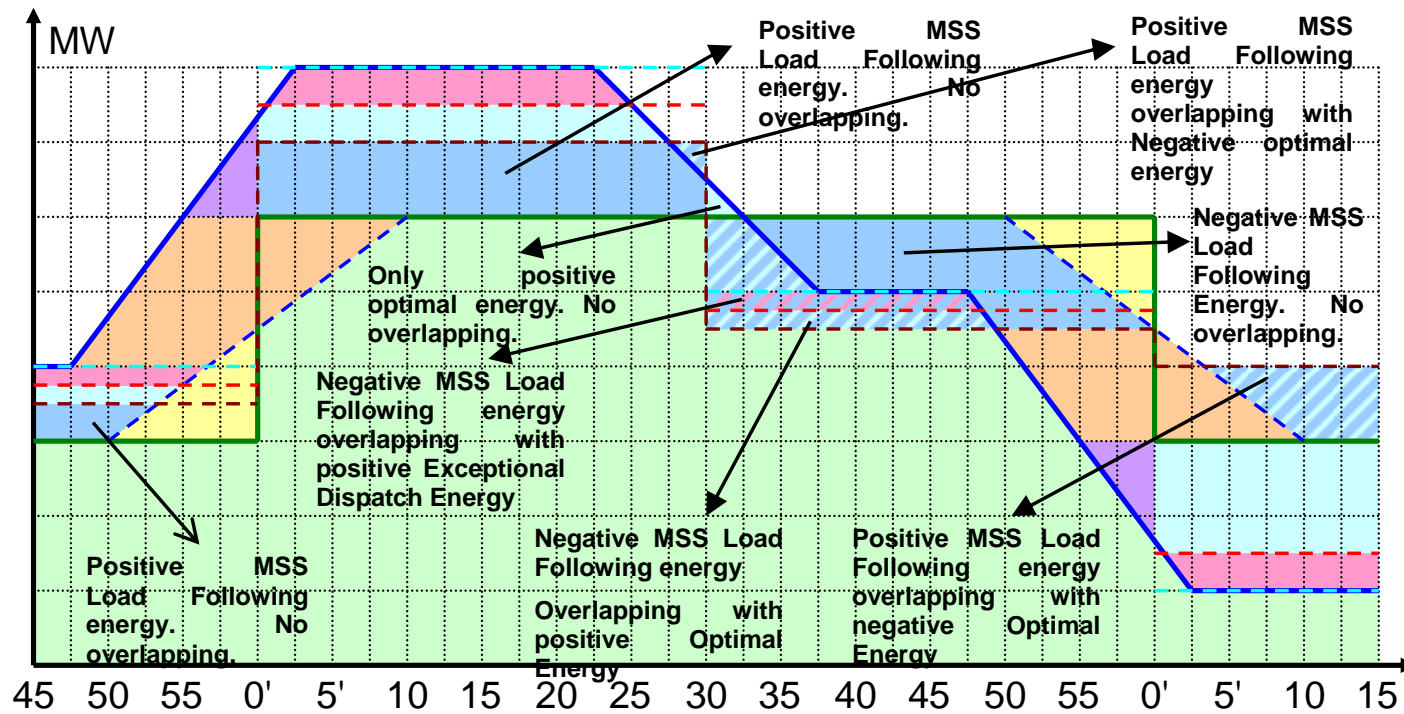 MW
Positive MSS
Load Following
energy. No
overlapping.
Positive MSS
Load Following
energy
overlapping with
Negative optimal
energy
Negative MSS
Load
Following
Energy. No
overlapping.
Only positive
optimal energy. No
overlapping.
Negative MSS Load
Following energy
overlapping with
positive Exceptional
Dispatch Energy
Positive MSS
Load Following
energy. No
overlapping.
Negative MSS Load
Following energy
Overlapping with
positive Optimal
Energy
Positive MSS Load
Following energy
overlapping with
negative Optimal
Energy
45 50 55 0' 5' 10 15 20 25 30 35 40 45 50 55 0' 5' 10 15